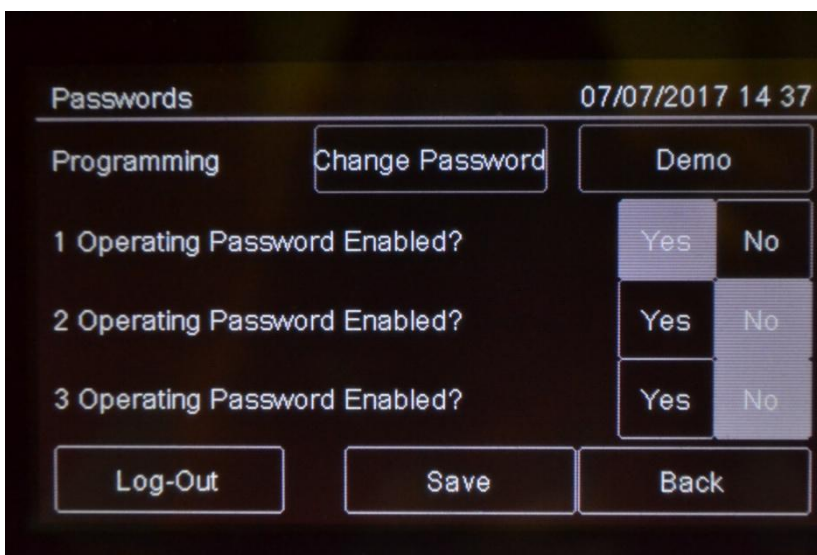 Passwords 07/07/2017 14 37
Programming Change Password Demo
1 Operating Password Enabled? Yes No
2 Operating Password Enabled? Yes No
3 Operating Password Enabled? Yes No
Log-Out Save Back